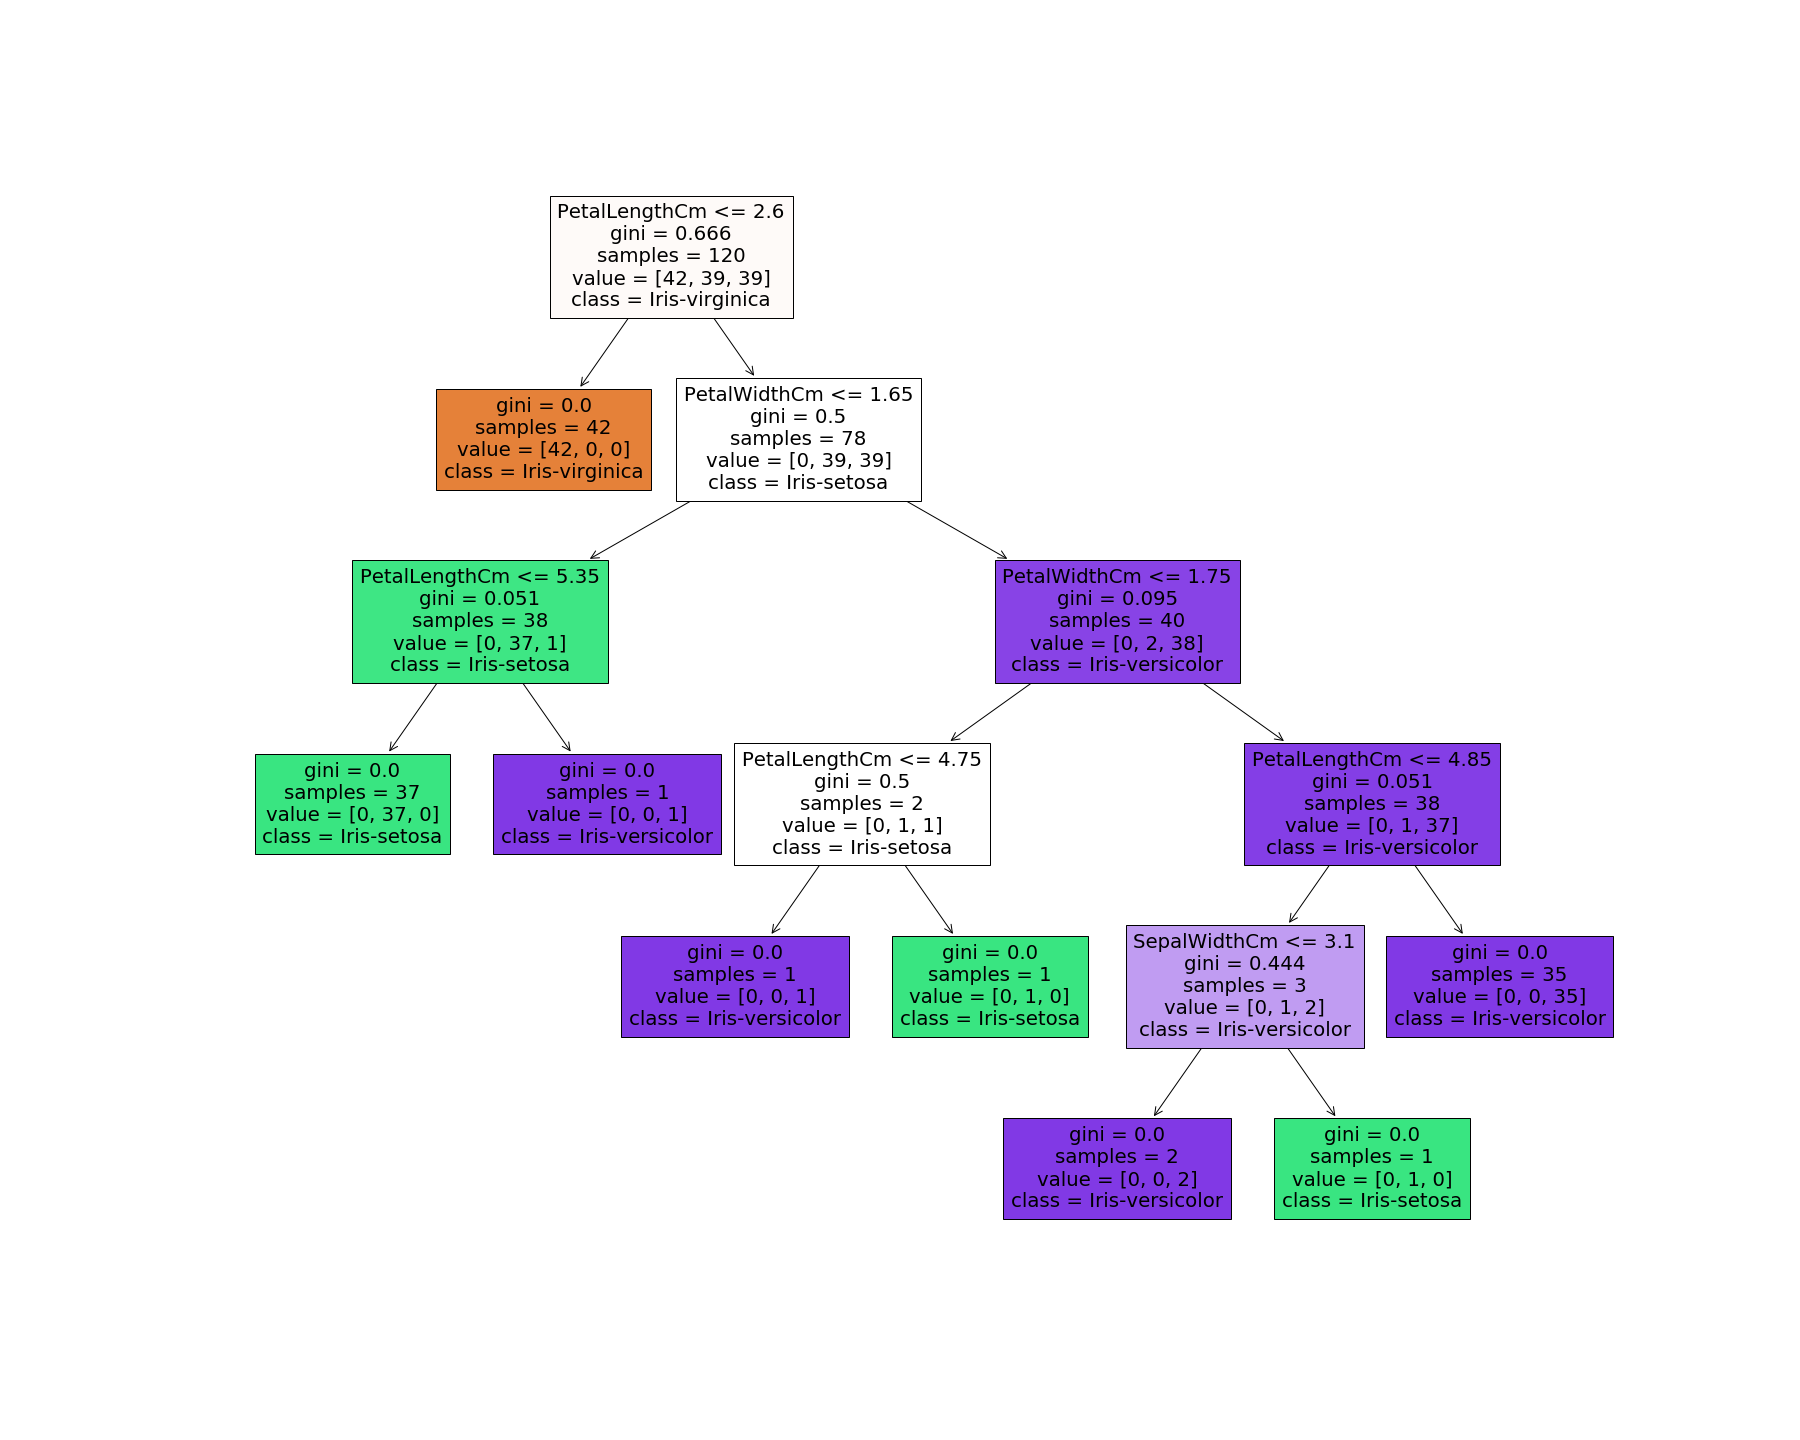 PetalLengthCm <= 2.6
gini = 0.666
samples = 120
value = [42, 39, 39]
class = Iris-virginica
gini = 0.0
samples = 42
value = [42, 0, 0]
class = Iris-virginica
PetalWidthCm <= 1.65
gini = 0.5
samples = 78
value = [0, 39, 39]
class = Iris-setosa
PetalLengthCm <= 5.35
gini = 0.051
samples = 38
value = [0, 37, 1]
class = Iris-setosa
PetalWidthCm <= 1.75
gini = 0.095
samples = 40
value = [0, 2, 38]
class = Iris-versicolor
gini = 0.0
samples = 37
value = [0, 37, 0]
class = Iris-setosa
gini = 0.0
samples = 1
value = [0, 0, 1]
class = Iris-versicolor
PetalLengthCm <= 4.75
gini = 0.5
samples = 2
value = [0, 1, 1]
class = Iris-setosa
PetalLengthCm <= 4.85
gini = 0.051
samples = 38
value = [0, 1, 37]
class = Iris-versicolor
gini = 0.0
samples = 1
value = [0, 0, 1]
class = Iris-versicolor
gini = 0.0
samples = 1
value = [0, 1, 0]
class = Iris-setosa
SepalWidthCm <= 3.1
gini = 0.444
samples = 3
value = [0, 1, 2]
class = Iris-versicolor
gini = 0.0
samples = 35
value = [0, 0, 35]
class = Iris-versicolor
gini = 0.0
samples = 2
value = [0, 0, 2]
class = Iris-versicolor
gini = 0.0
samples = 1
value = [0, 1, 0]
class = Iris-setosa